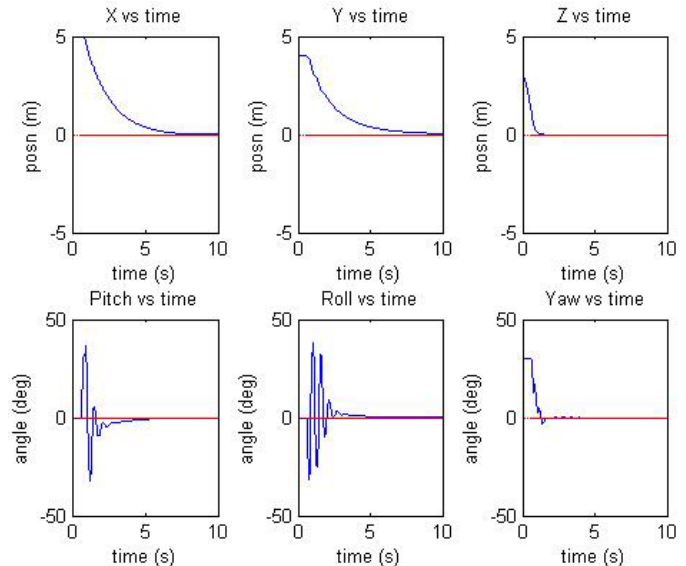 X vs time
Y vs time
Z vs time
5
0
-5
posn (m)
0
5
10
time (s)
5
0
-5
posn (m)
0
5
10
time (s)
5
0
-5
posn (m)
0
5
10
time (s)
Pitch vs time
Roll vs time
Yaw vs time
50
0
-50
angle (deg)
0
5
10
time (s)
50
0
-50
angle (deg)
0
5
10
time (s)
50
0
-50
angle (deg)
0
5
10
time (s)